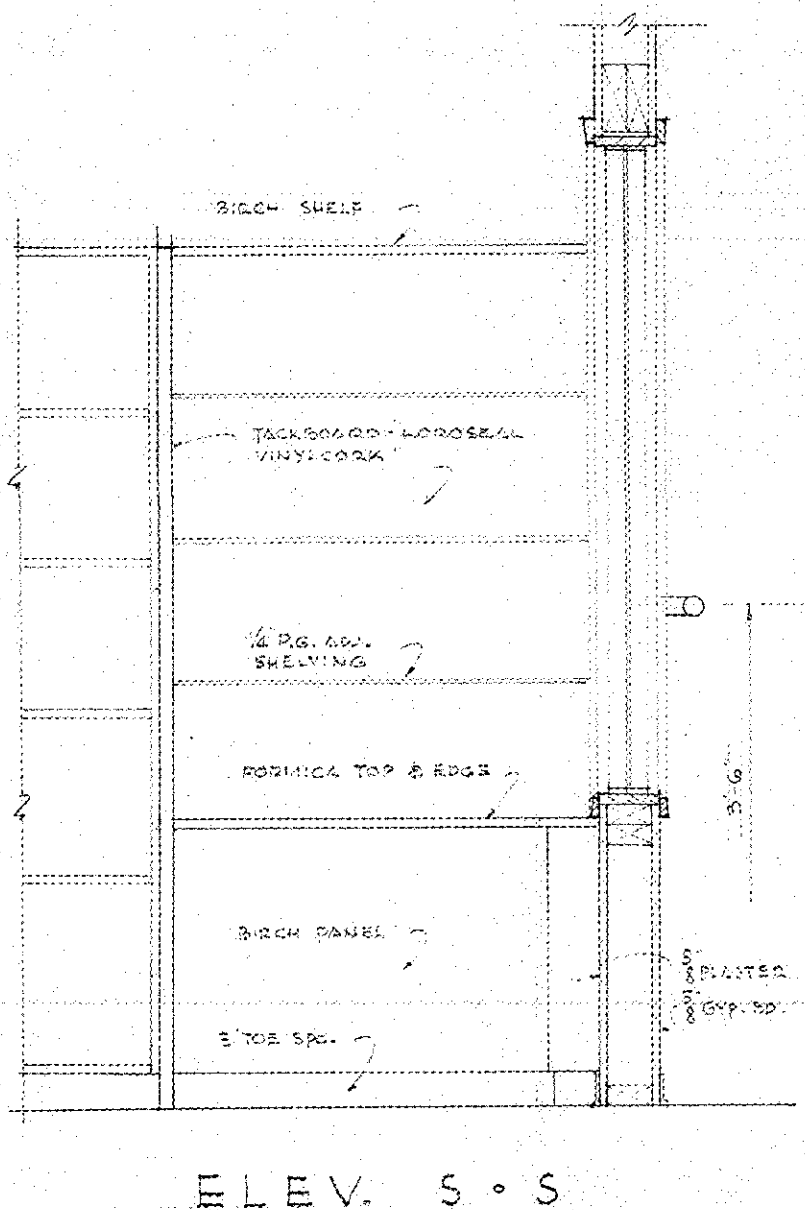 BIRCH SHELF
TACKBOARD - KOROSEAL
VINYL CORK
1/4 P.G. ADJ.
SHELVING
FORMICA TOP & EDGE
3'-6"
BIRCH PANEL
5/8 PLASTER
5/8 GYP. BD.
3" TOE SPC.
ELEV. S-S